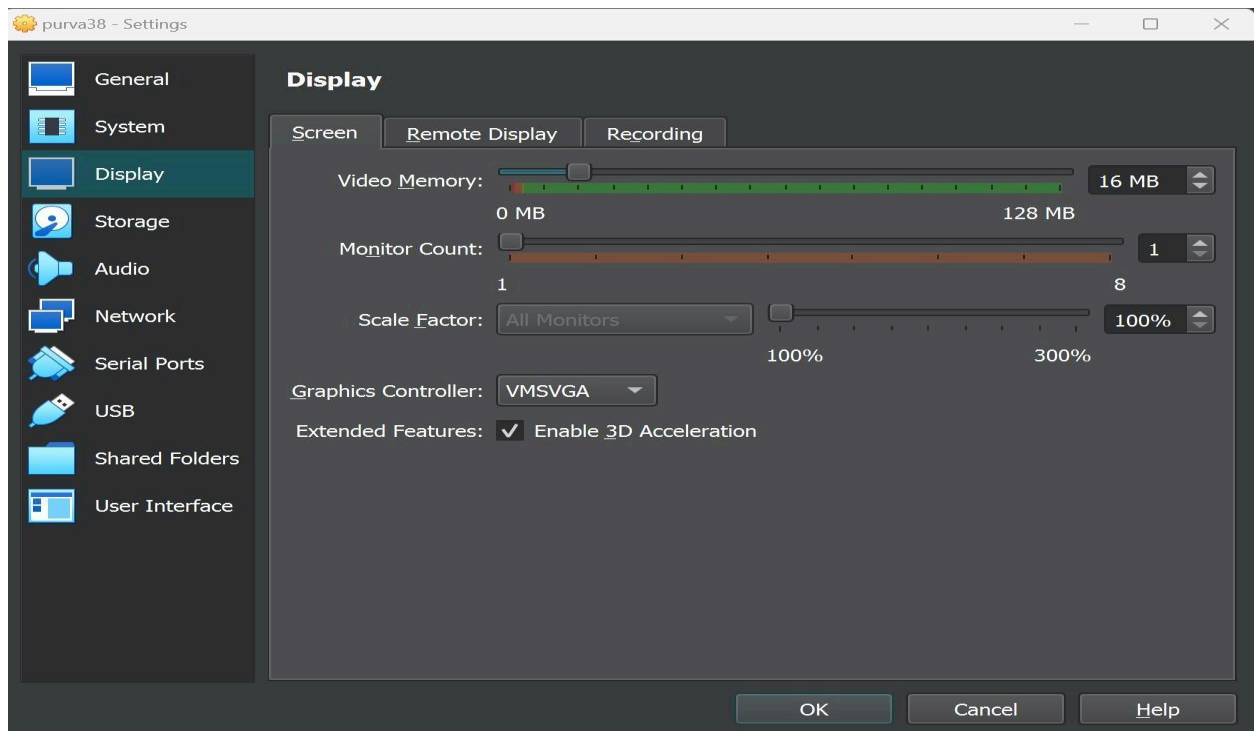 purva38 - Settings
General
System
Display
Storage
Audio
Network
Serial Ports
USB
Shared Folders
User Interface
Display
Screen Remote Display Recording
Video Memory: 16 MB
0 MB 128 MB
Monitor Count: 1
1 8
Scale Factor: All Monitors 100%
100% 300%
Graphics Controller: VMSVGA
Extended Features: Enable 3D Acceleration
OK Cancel Help